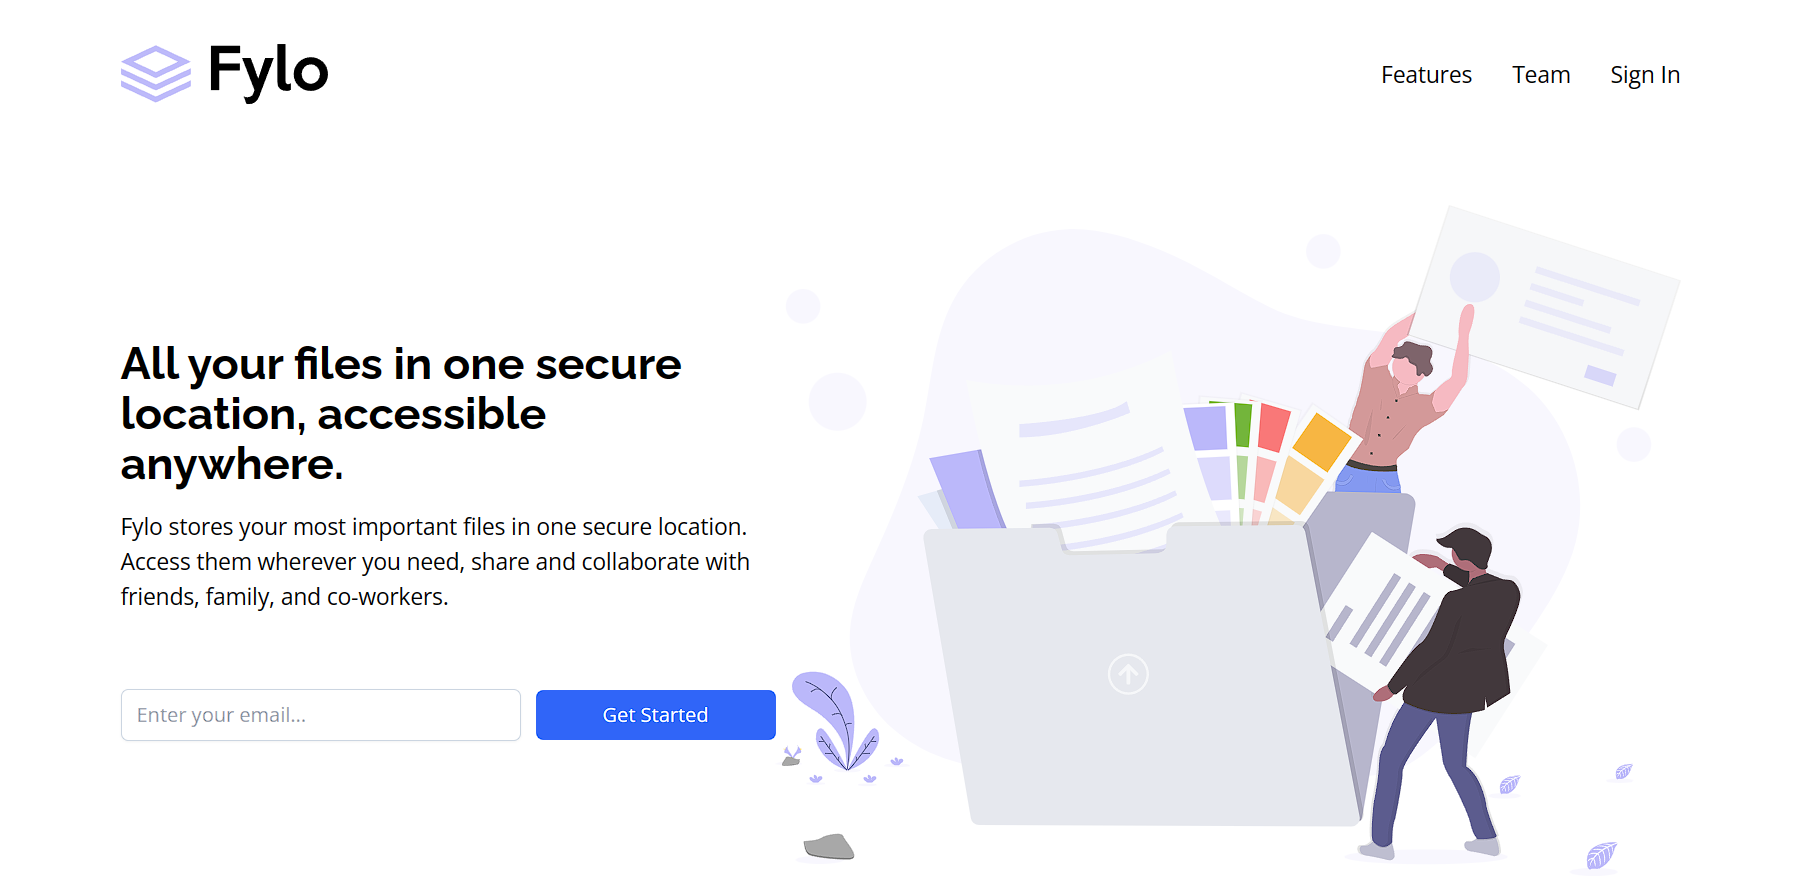 Fylo
Features Team Sign In
All your files in one secure
location, accessible
anywhere.
Fylo stores your most important files in one secure location.
Access them wherever you need, share and collaborate with
friends, family, and co-workers.
Enter your email...
Get Started